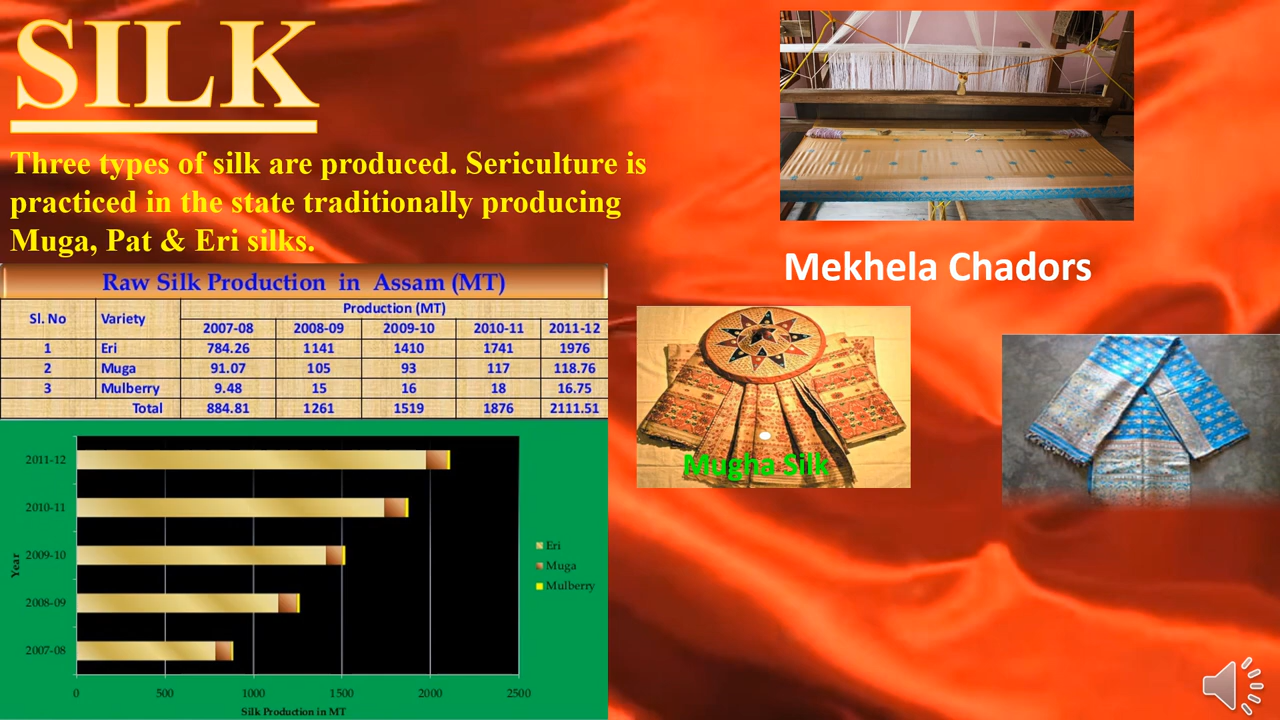 SILK
Three types of silk are produced. Sericulture is
practiced in the state traditionally producing
Muga, Pat & Eri silks.
Raw Silk Production in Assam (MT)
Sl. No Variety Production (MT)
2007-08 2008-09 2009-10 2010-11 2011-12
1 Eri 784.26 1141 1410 1741 1976
2 Muga 91.07 105 93 117 118.76
3 Mulberry 9.48 15 16 18 16.75
Total 884.81 1261 1519 1876 2111.51
Year
2011-12
2010-11
2009-10
2008-09
2007-08
0 500 1000 1500 2000 2500
Silk Production in MT
Eri
Muga
Mulberry
Mekhela Chadors
Mugha Silk